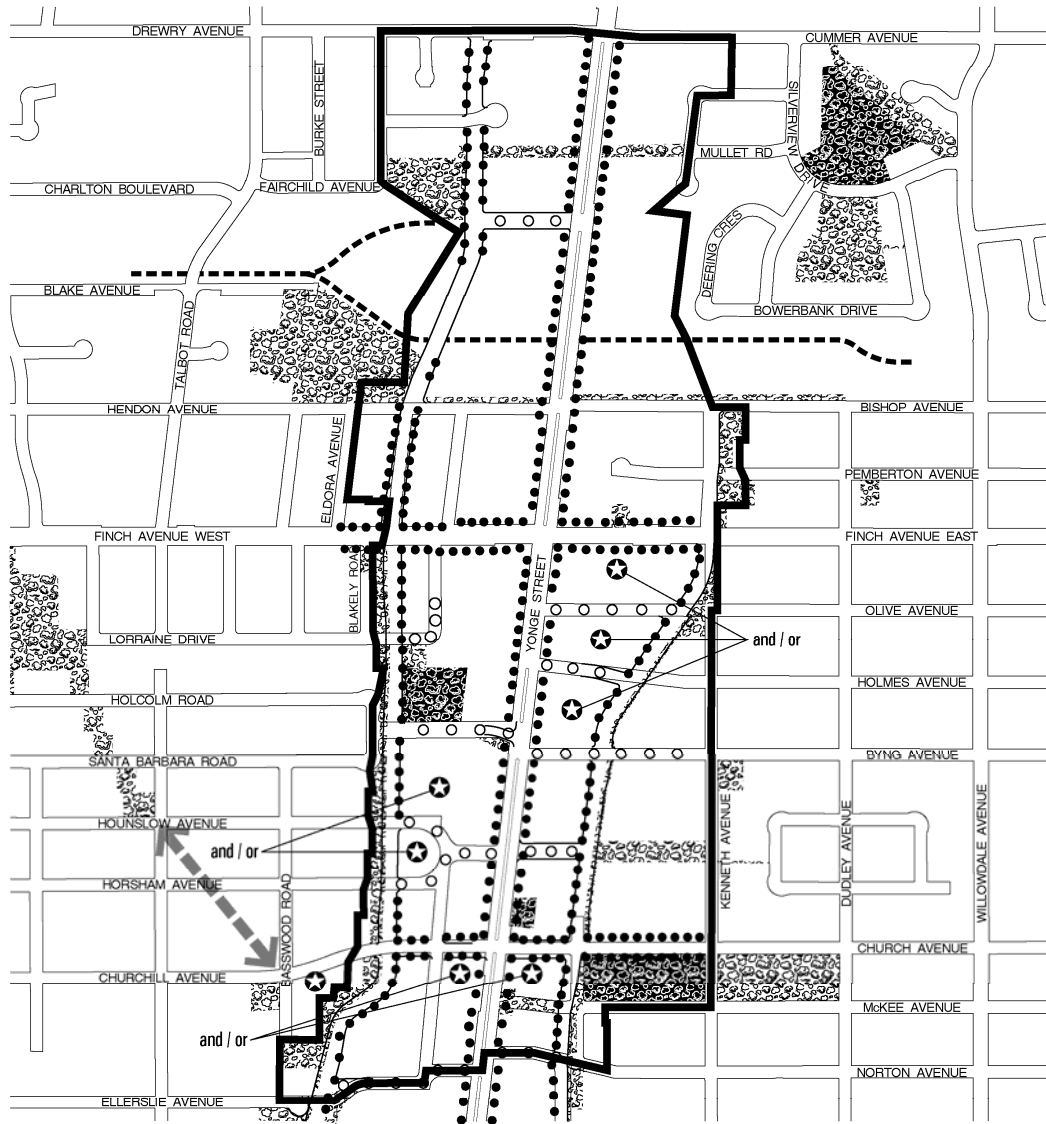 DREWRY AVENUE
CUMMER AVENUE
BURKE STREET
SILVERVIEW DRIVE
MULLET RD
CHARLTON BOULEVARD
FAIRCHILD AVENUE
DEERING CRES
BLAKE AVENUE
TALBOT ROAD
BOWERBANK DRIVE
HENDON AVENUE
BISHOP AVENUE
ELDORA AVENUE
PEMBERTON AVENUE
FINCH AVENUE WEST
FINCH AVENUE EAST
BLAKELY ROAD
YONGE STREET
OLIVE AVENUE
LORRAINE DRIVE
and / or
HOLMES AVENUE
HOLCOLM ROAD
SANTA BARBARA ROAD
BYNG AVENUE
HOUNSLOW AVENUE
KENNETH AVENUE
DUDLEY AVENUE
WILLOWDALE AVENUE
and / or
HORSHAM AVENUE
BASSWOOD ROAD
CHURCH AVENUE
CHURCHILL AVENUE
McKEE AVENUE
and / or
NORTON AVENUE
ELLERSLIE AVENUE